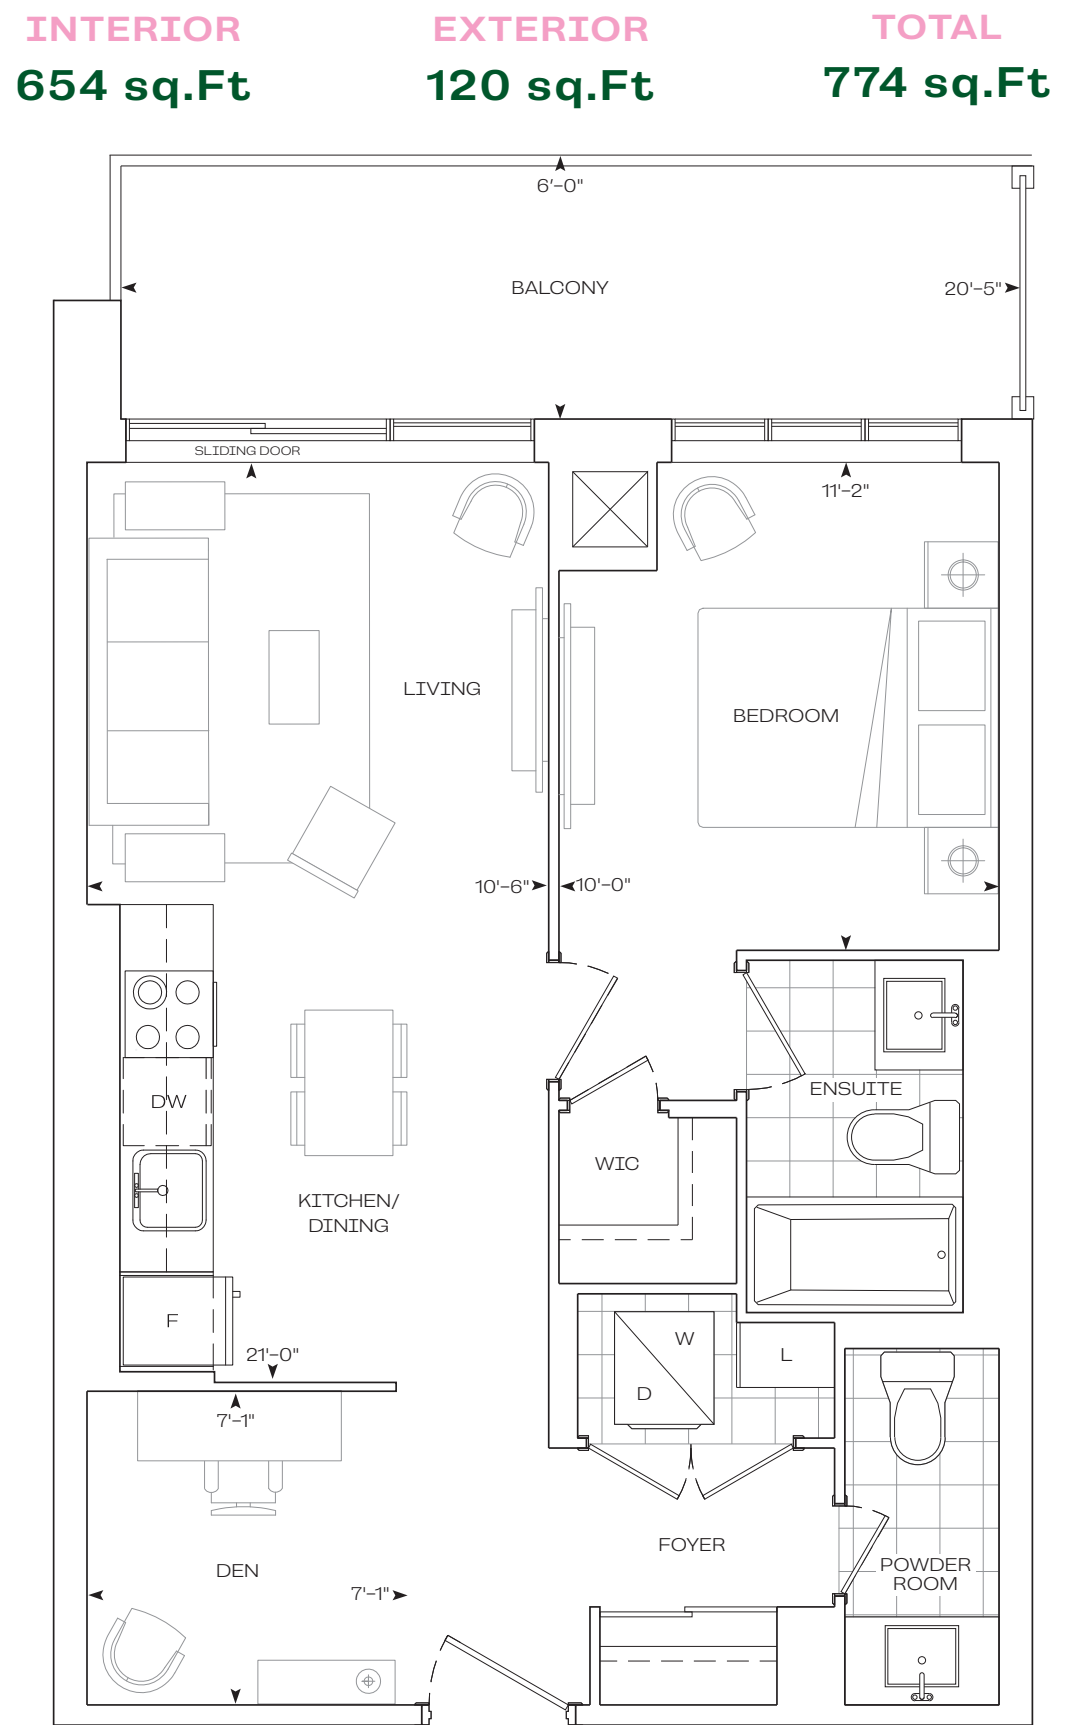 INTERIOR
654 sq.Ft
EXTERIOR
120 sq.Ft
TOTAL
774 sq.Ft
6'-0"
BALCONY
20'-5"
SLIDING DOOR
11'-2"
LIVING
BEDROOM
10'-6"
10'-0"
DW
ENSUITE
WIC
KITCHEN/
DINING
F
W
D
L
21'-0"
7'-1"
FOYER
DEN
7'-1"
POWDER
ROOM